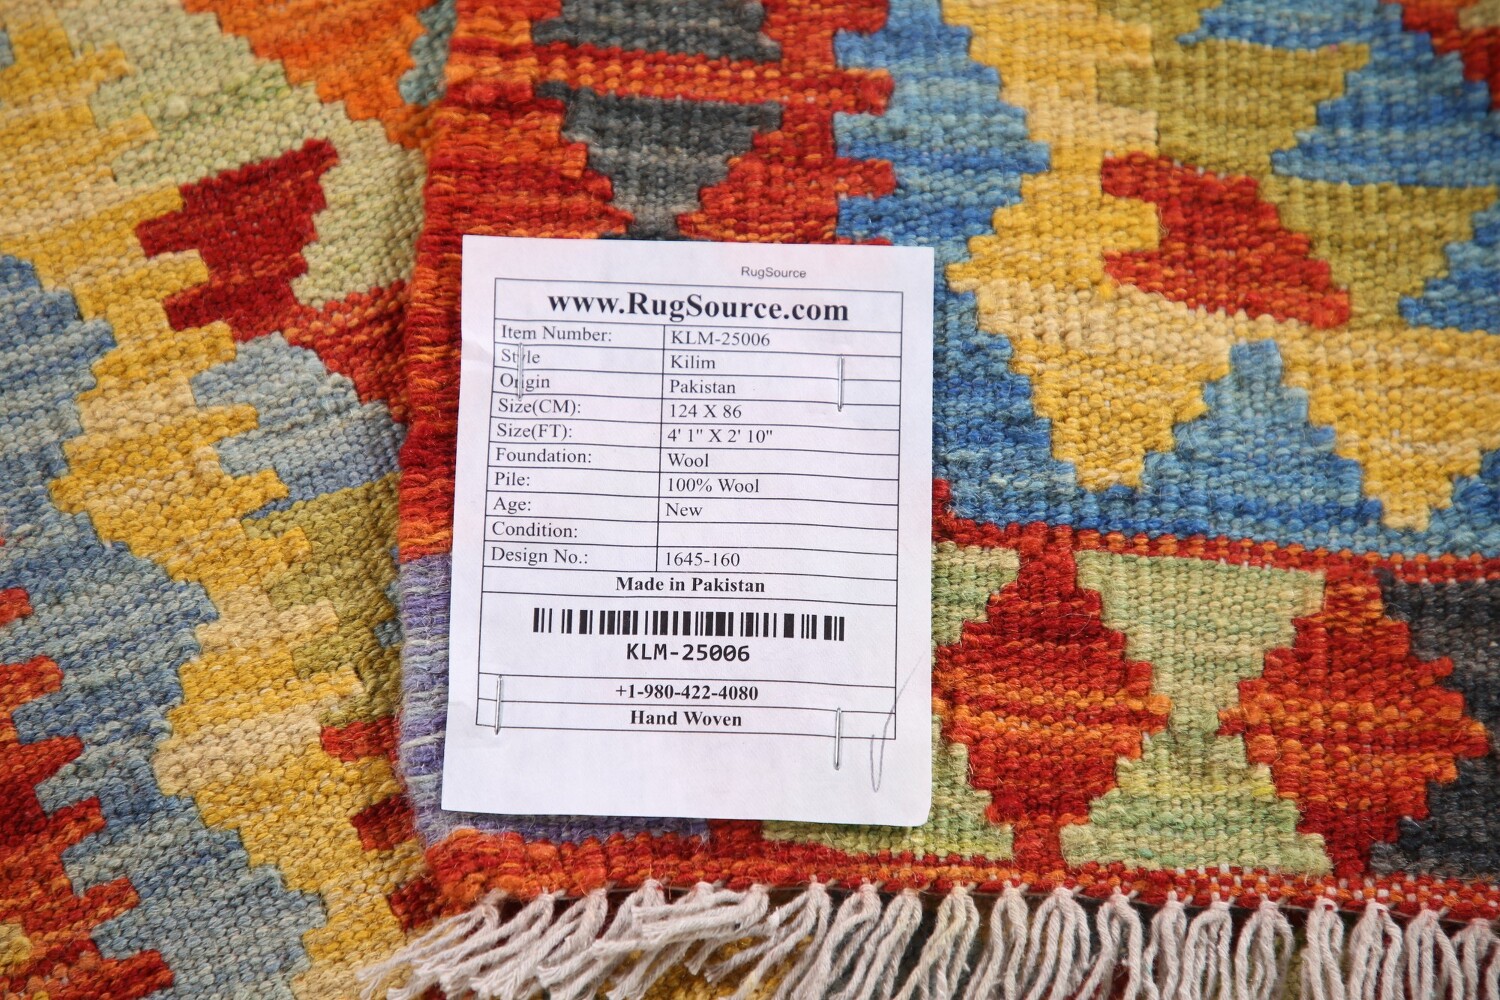 RugSource
www.RugSource.com
Item Number: KLM-25006
Style Kilim
Origin Pakistan
Size(CM): 124 X 86
Size(FT): 4' 1" X 2' 10"
Foundation: Wool
Pile: 100% Wool
Age: New
Condition:
Design No.: 1645-160
Made in Pakistan
KLM-25006
+1-980-422-4080
Hand Woven